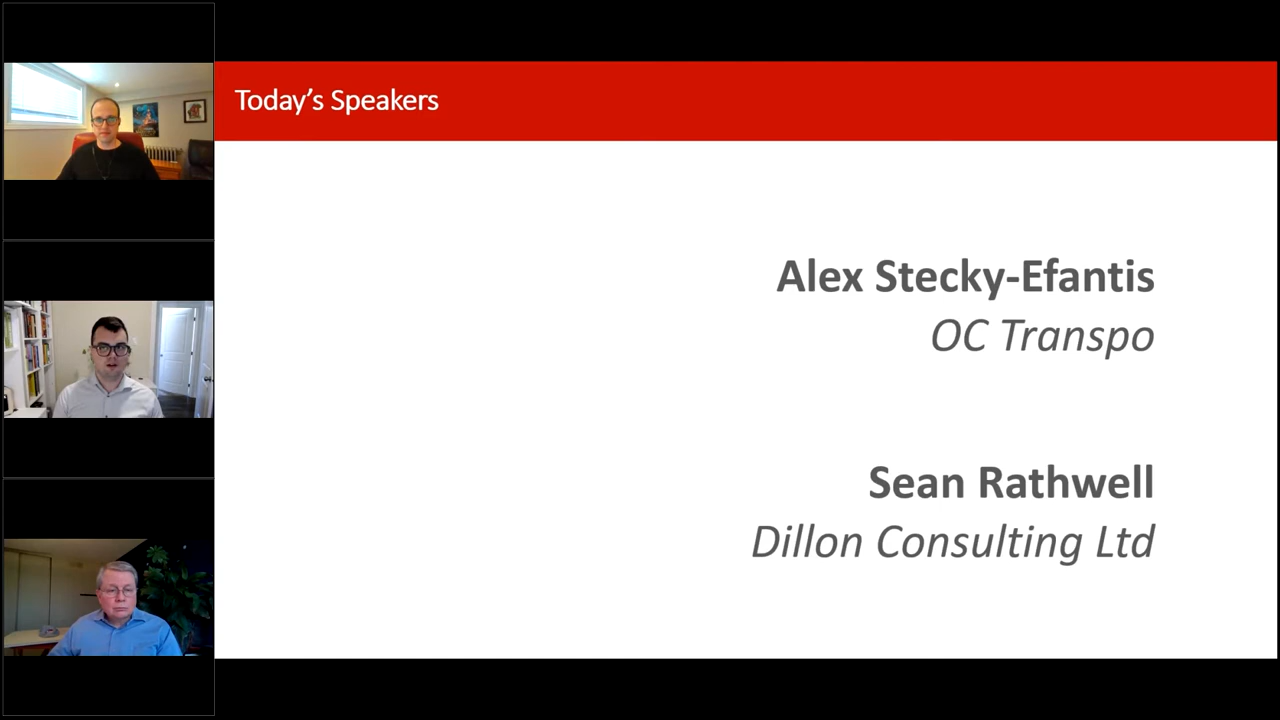 Today’s Speakers
Alex Stecky-Efantis
OC Transpo
Sean Rathwell
Dillon Consulting Ltd